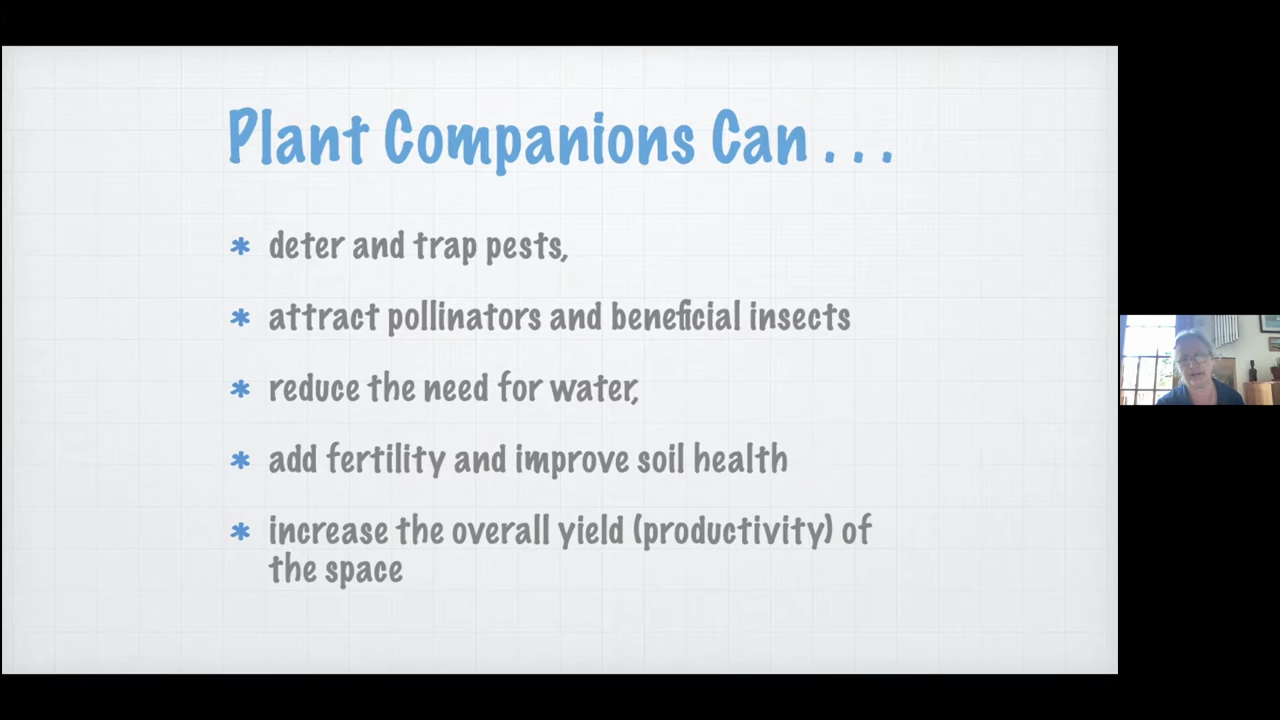 Plant Companions Can . . .
* deter and trap pests,
* attract pollinators and beneficial insects
* reduce the need for water,
* add fertility and improve soil health
* increase the overall yield (productivity) of
the space